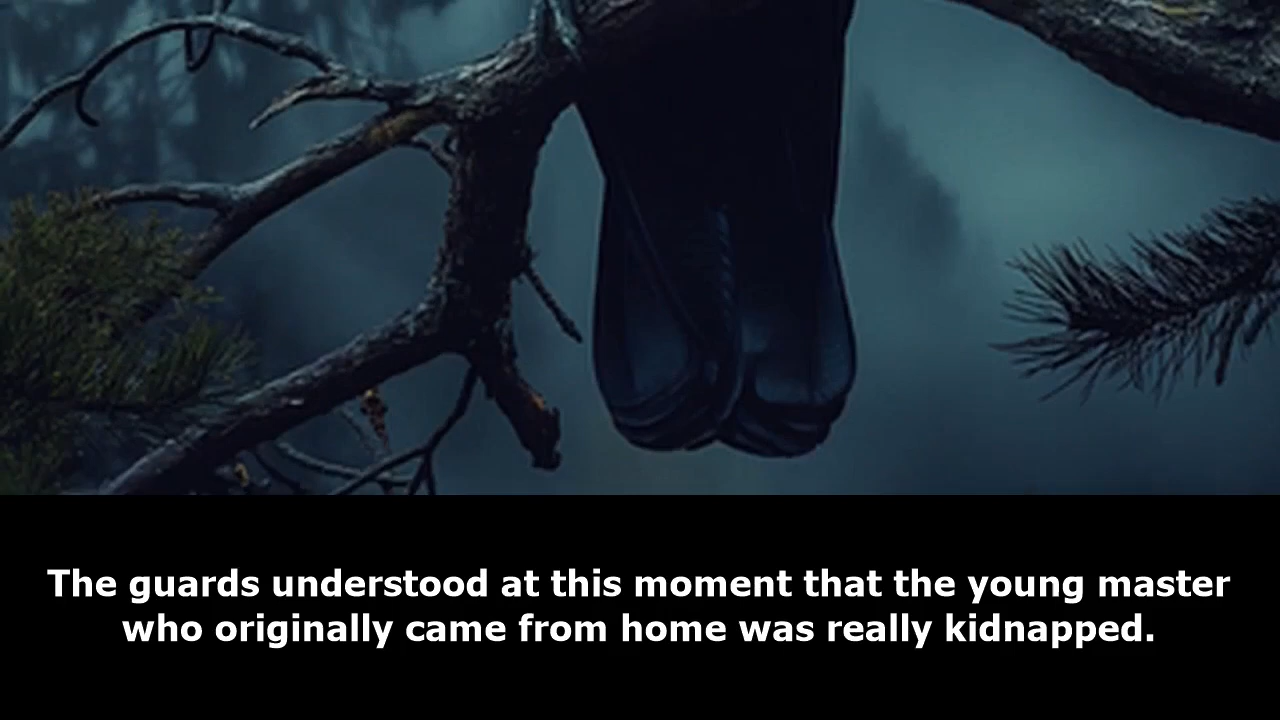 The guards understood at this moment that the young master
who originally came from home was really kidnapped.